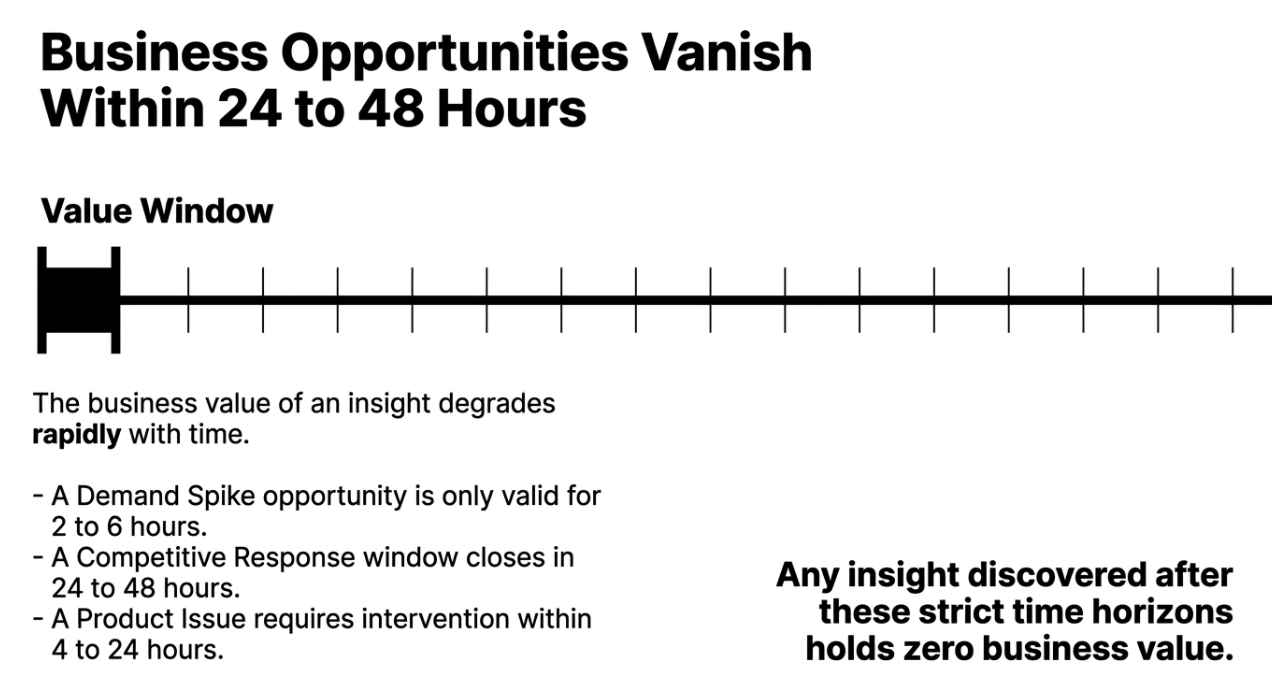 Business Opportunities Vanish
Within 24 to 48 Hours
Value Window
The business value of an insight degrades
rapidly with time.
- A Demand Spike opportunity is only valid for
2 to 6 hours.
- A Competitive Response window closes in
24 to 48 hours.
- A Product Issue requires intervention within
4 to 24 hours.
Any insight discovered after
these strict time horizons
holds zero business value.